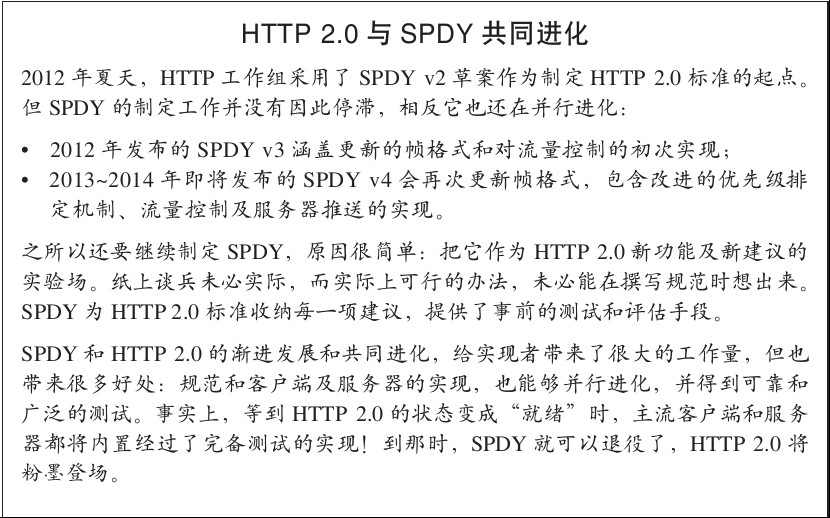 HTTP 2.0 与 SPDY 共同进化
2012 年夏天，HTTP 工作组采用了 SPDY v2 草案作为制定 HTTP 2.0 标准的起点。
但 SPDY 的制定工作并没有因此停滞，相反它也还在并行进化：
• 2012 年发布的 SPDY v3 涵盖更新的帧格式和对流量控制的初次实现；
• 2013~2014 年即将发布的 SPDY v4 会再次更新帧格式，包含改进的优先级排
定机制、流量控制及服务器推送的实现。
之所以还要继续制定 SPDY，原因很简单：把它作为 HTTP 2.0 新功能及新建议的
实验场。纸上谈兵未必实际，而实际上可行的办法，未必能在撰写规范时想出来。
SPDY 为 HTTP 2.0 标准收纳每一项建议，提供了事前的测试和评估手段。
SPDY 和 HTTP 2.0 的渐进发展和共同进化，给实现者带来了很大的工作量，但也
带来很多好处：规范和客户端及服务器的实现，也能够并行进化，并得到可靠和
广泛的测试。事实上，等到 HTTP 2.0 的状态变成“就绪”时，主流客户端和服务
器都将内置经过了完备测试的实现！到那时，SPDY 就可以退役了，HTTP 2.0 将
粉墨登场。